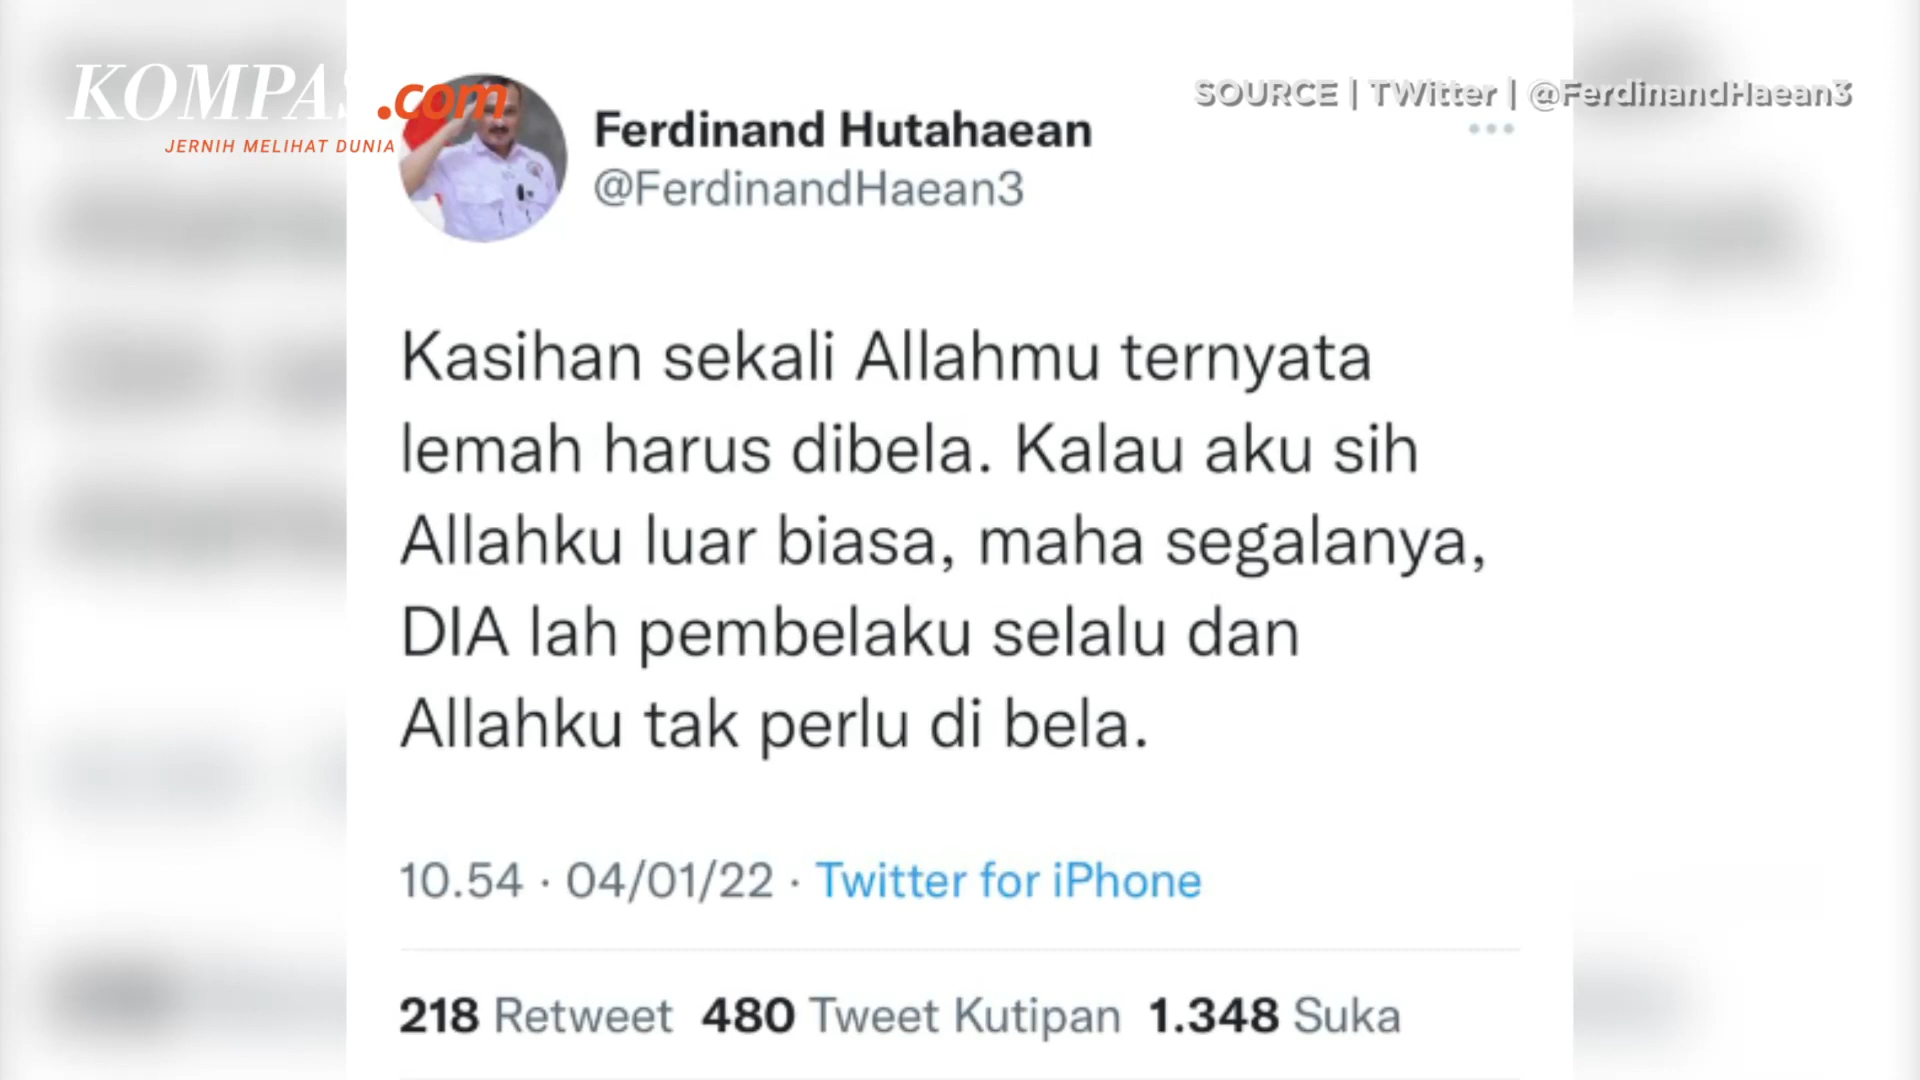 KOMPAS.com
JERNIH MELIHAT DUNIA
SOURCE | TWitter | @FerdinandHaean3
Ferdinand Hutahaean
@FerdinandHaean3
Kasihan sekali Allahmu ternyata
lemah harus dibela. Kalau aku sih
Allahku luar biasa, maha segalanya,
DIA lah pembelaku selalu dan
Allahku tak perlu di bela.
10.54 · 04/01/22 · Twitter for iPhone
218 Retweet 480 Tweet Kutipan 1.348 Suka